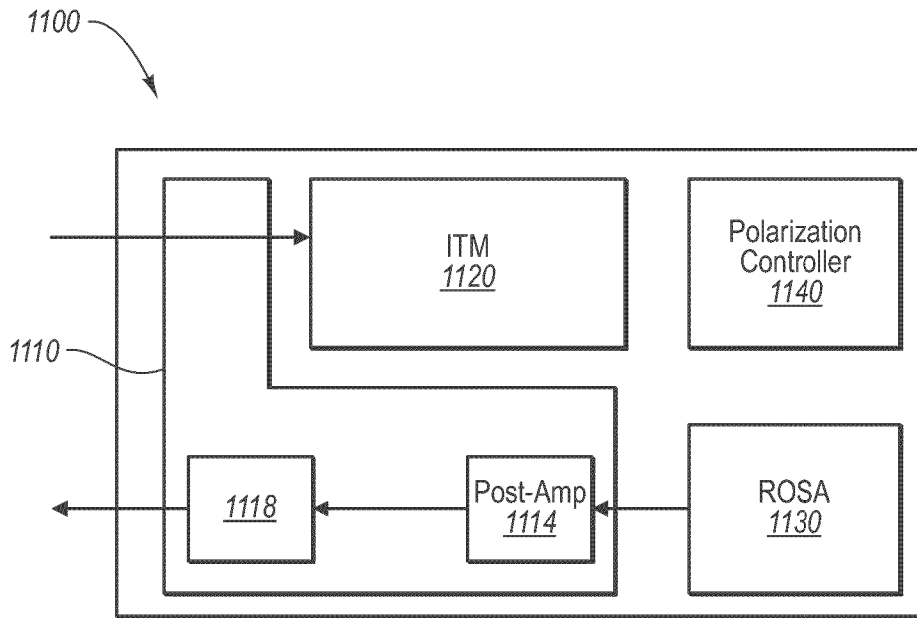 1100
ITM
1120
Polarization
Controller
1140
1110
1118
Post-Amp
1114
ROSA
1130